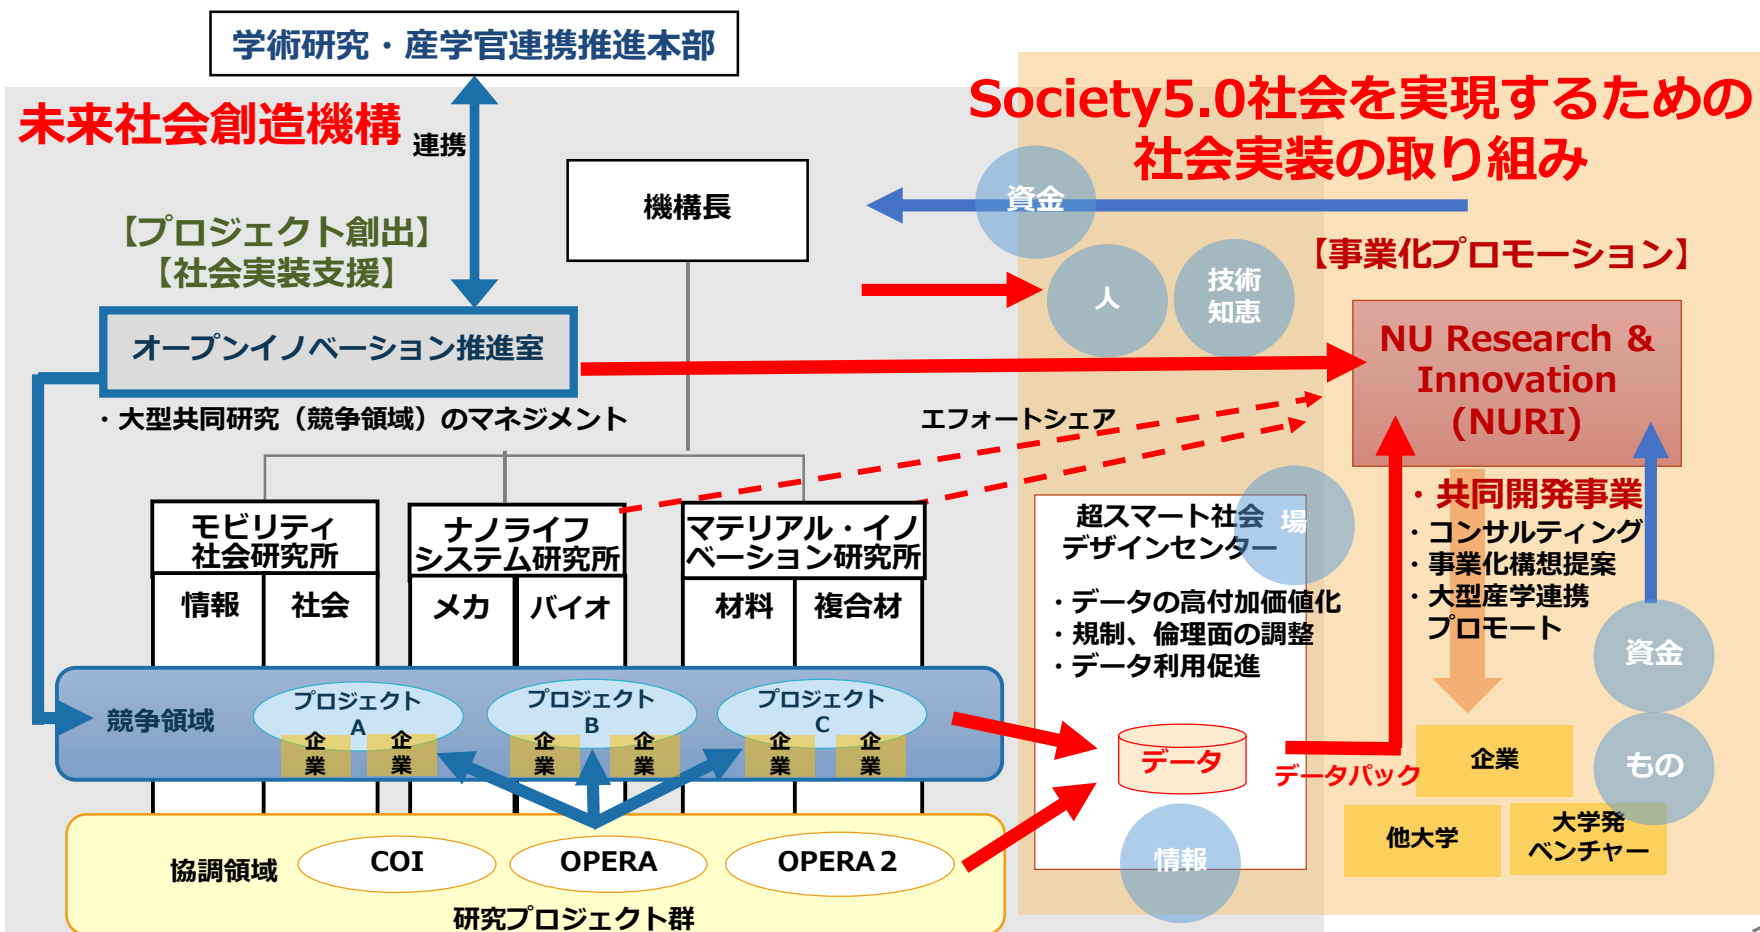 学術研究・産学官連携推進本部
未来社会創造機構
連携
Society5.0社会を実現するための
社会実装の取り組み
機構長
資金
【プロジェクト創出】
【社会実装支援】
【事業化プロモーション】
人
技術
知恵
オープンイノベーション推進室
NU Research &
Innovation
(NURI)
・大型共同研究（競争領域）のマネジメント
エフォートシェア
モビリティ
社会研究所
ナノライフ
システム研究所
マテリアル・イノ
ベーション研究所
情報
社会
メカ
バイオ
材料
複合材
超スマート社会
デザインセンター
場
・データの高付加価値化
・規制、倫理面の調整
・データ利用促進
・共同開発事業
・コンサルティング
・事業化構想提案
・大型産学連携
プロモート
資金
競争領域
プロジェクト
A
企
業
企
業
プロジェクト
B
企
業
企
業
プロジェクト
C
企
業
企
業
データ
データパック
企業
もの
他大学
大学発
ベンチャー
協調領域
COI
OPERA
OPERA 2
情報
研究プロジェクト群